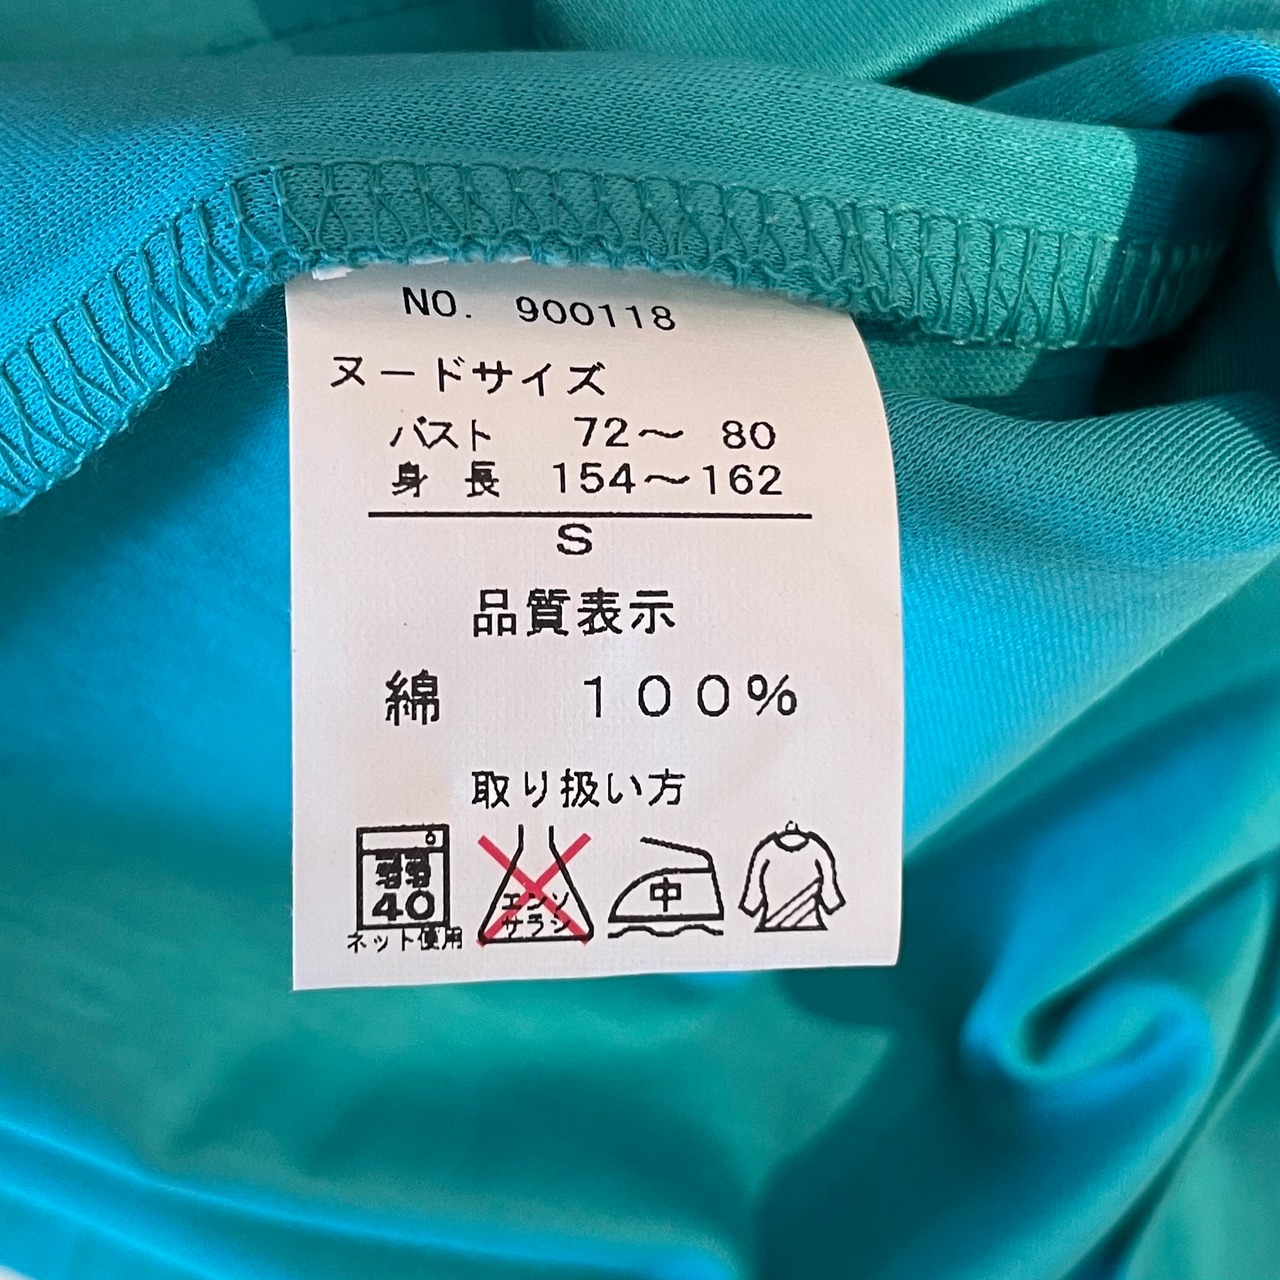 NO. 900118
ヌードサイズ
バスト 72～ 80
身 長 154～162
S
品質表示
綿 100%
取り扱い方
弱
40
ネット使用
エンソ
サラシ
中